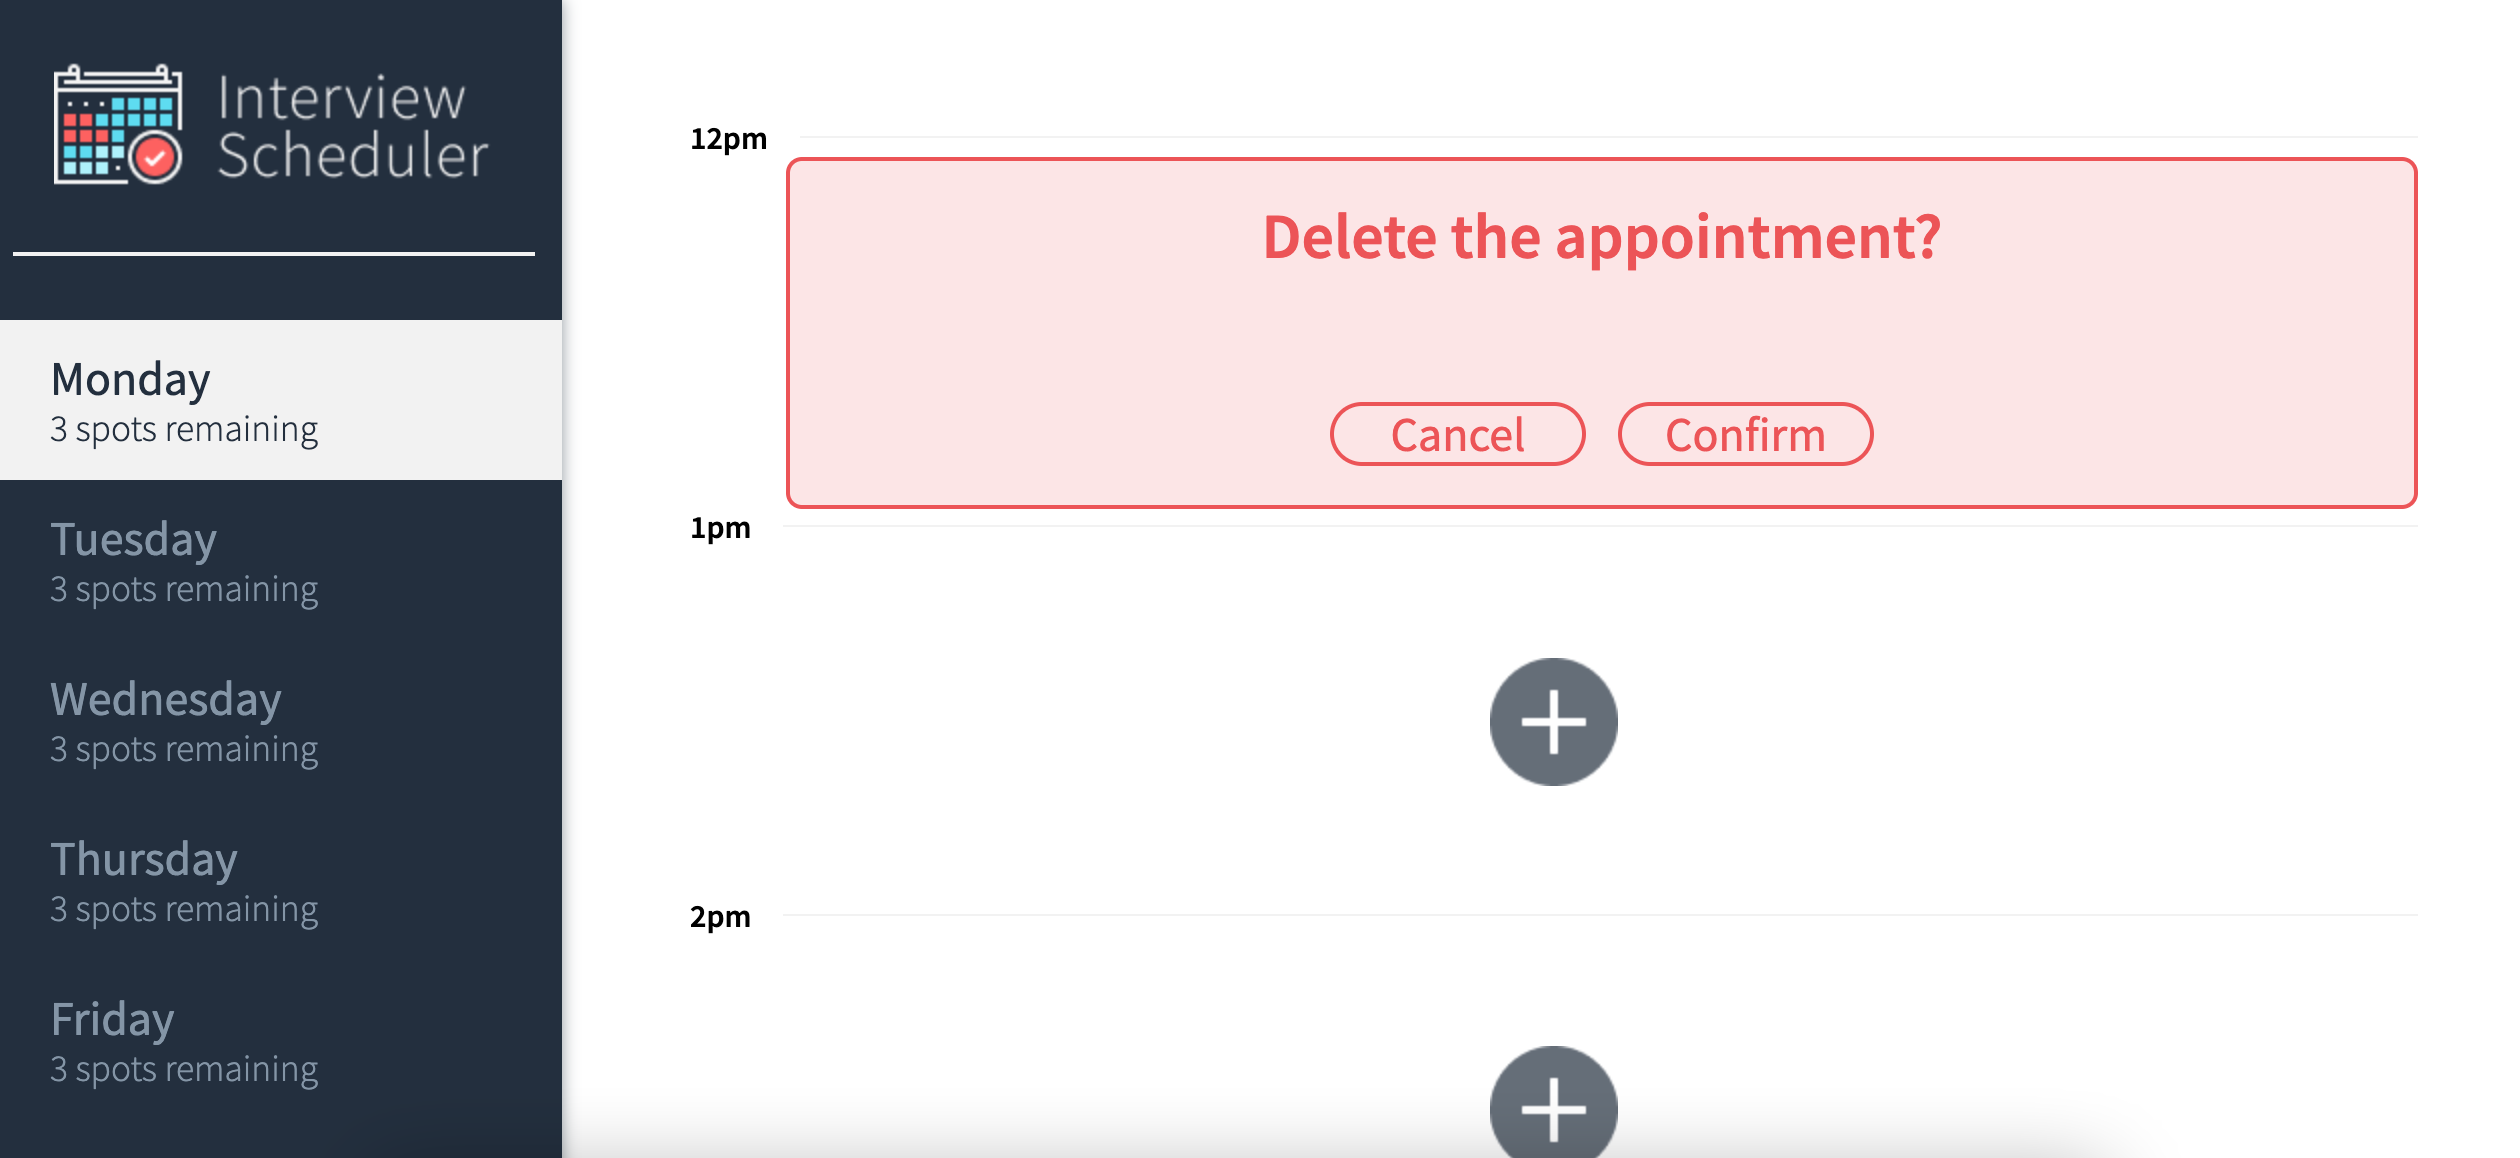 Interview
Scheduler
Monday
3 spots remaining
Tuesday
3 spots remaining
Wednesday
3 spots remaining
Thursday
3 spots remaining
Friday
3 spots remaining
12pm
Delete the appointment?
Cancel Confirm
1pm
2pm